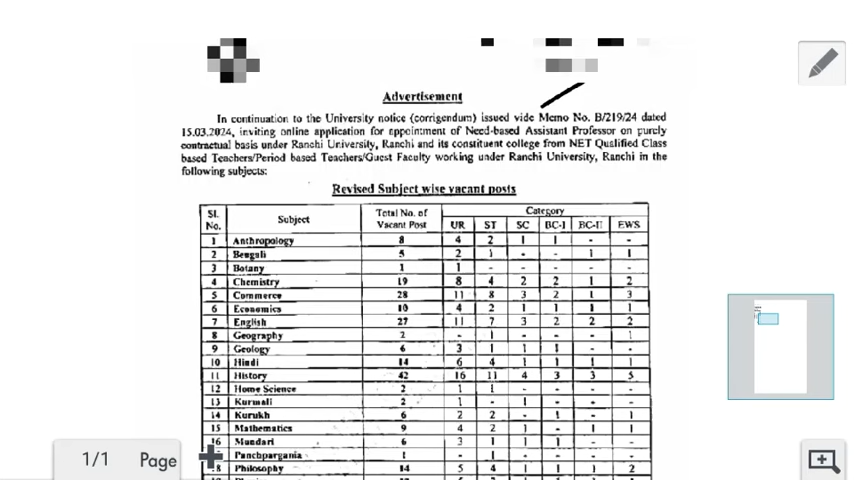 Advertisement
In continuation to the University notice (corrigendum) issued vide Memo No. B/219/24 dated
15.03.2024, inviting online application for appointment of Need-based Assistant Professor on purely
contractual basis under Ranchi University, Ranchi and its constituent college from NET Qualified Class
based Teachers/Period based Teachers/Guest Faculty working under Ranchi University, Ranchi in the
following subjects:
Revised Subject wise vacant posts
Sl. No. Subject Total No. of Vacant Post Category
UR ST SC BC-I BC-II EWS
1 Anthropology 8 4 2 1 1 - -
2 Bengali 5 2 1 - - 1 1
3 Botany 1 1 - - - - -
4 Chemistry 19 8 4 2 2 1 2
5 Commerce 28 11 8 3 2 1 3
6 Economics 10 4 2 1 1 1 1
7 English 27 11 7 3 2 2 2
8 Geography 2 - 1 - - - 1
9 Geology 6 3 1 1 1 - -
10 Hindi 14 6 4 1 1 1 1
11 History 42 16 11 4 3 3 5
12 Home Science 2 1 1 - - - -
13 Kurmali 2 1 - 1 - - -
14 Kurukh 6 2 2 - 1 - 1
15 Mathematics 9 4 2 1 - 1 1
16 Mundari 6 3 1 1 1 - -
Panchpargania 1 - 1 - - - -
8 Philosophy 14 5 4 1 1 1 2
1/1 Page